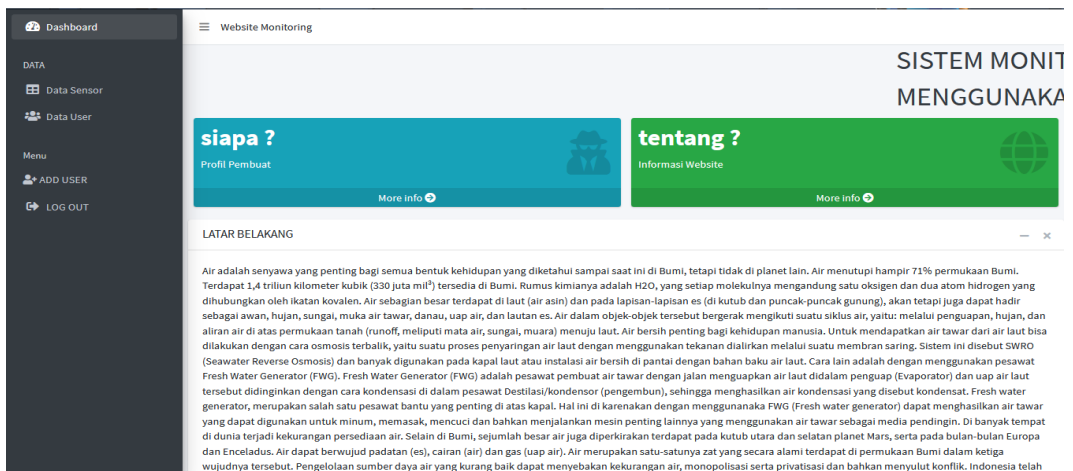 Dashboard
DATA
Data Sensor
Data User
Menu
ADD USER
LOG OUT
Website Monitoring
SISTEM MONIT
MENGGUNAKA
siapa ?
Profil Pembuat
More info
tentang ?
Informasi Website
More info
LATAR BELAKANG
Air adalah senyawa yang penting bagi semua bentuk kehidupan yang diketahui sampai saat ini di Bumi, tetapi tidak di planet lain. Air menutupi hampir 71% permukaan Bumi.
Terdapat 1,4 triliun kilometer kubik (330 juta mil³) tersedia di Bumi. Rumus kimianya adalah H2O, yang setiap molekulnya mengandung satu oksigen dan dua atom hidrogen yang
dihubungkan oleh ikatan kovalen. Air sebagian besar terdapat di laut (air asin) dan pada lapisan-lapisan es (di kutub dan puncak-puncak gunung), akan tetapi juga dapat hadir
sebagai awan, hujan, sungai, muka air tawar, danau, uap air, dan lautan es. Air dalam objek-objek tersebut bergerak mengikuti suatu siklus air, yaitu: melalui penguapan, hujan, dan
aliran air di atas permukaan tanah (runoff, meliputi mata air, sungai, muara) menuju laut. Air bersih penting bagi kehidupan manusia. Untuk mendapatkan air tawar dari air laut bisa
dilakukan dengan cara osmosis terbalik, yaitu suatu proses penyaringan air laut dengan menggunakan tekanan dialirkan melalui suatu membran saring. Sistem ini disebut SWRO
(Seawater Reverse Osmosis) dan banyak digunakan pada kapal laut atau instalasi air bersih di pantai dengan bahan baku air laut. Cara lain adalah dengan menggunakan pesawat
Fresh Water Generator (FWG). Fresh Water Generator (FWG) adalah pesawat pembuat air tawar dengan jalan menguapkan air laut didalam penguap (Evaporator) dan uap air laut
tersebut didinginkan dengan cara kondensasi di dalam pesawat Destilasi/kondensor (pengembun), sehingga menghasilkan air kondensasi yang disebut kondensat. Fresh water
generator, merupakan salah satu pesawat bantu yang penting di atas kapal. Hal ini di karenakan dengan menggunanaka FWG (Fresh water generator) dapat menghasilkan air tawar
yang dapat digunakan untuk minum, memasak, mencuci dan bahkan menjalankan mesin penting lainnya yang menggunakan air tawar sebagai media pendingin. Di banyak tempat
di dunia terjadi kekurangan persediaan air. Selain di Bumi, sejumlah besar air juga diperkirakan terdapat pada kutub utara dan selatan planet Mars, serta pada bulan-bulan Europa
dan Enceladus. Air dapat berwujud padatan (es), cairan (air) dan gas (uap air). Air merupakan satu-satunya zat yang secara alami terdapat di permukaan Bumi dalam ketiga
wujudnya tersebut. Pengelolaan sumber daya air yang kurang baik dapat menyebakan kekurangan air, monopolisasi serta privatisasi dan bahkan menyulut konflik. Indonesia telah